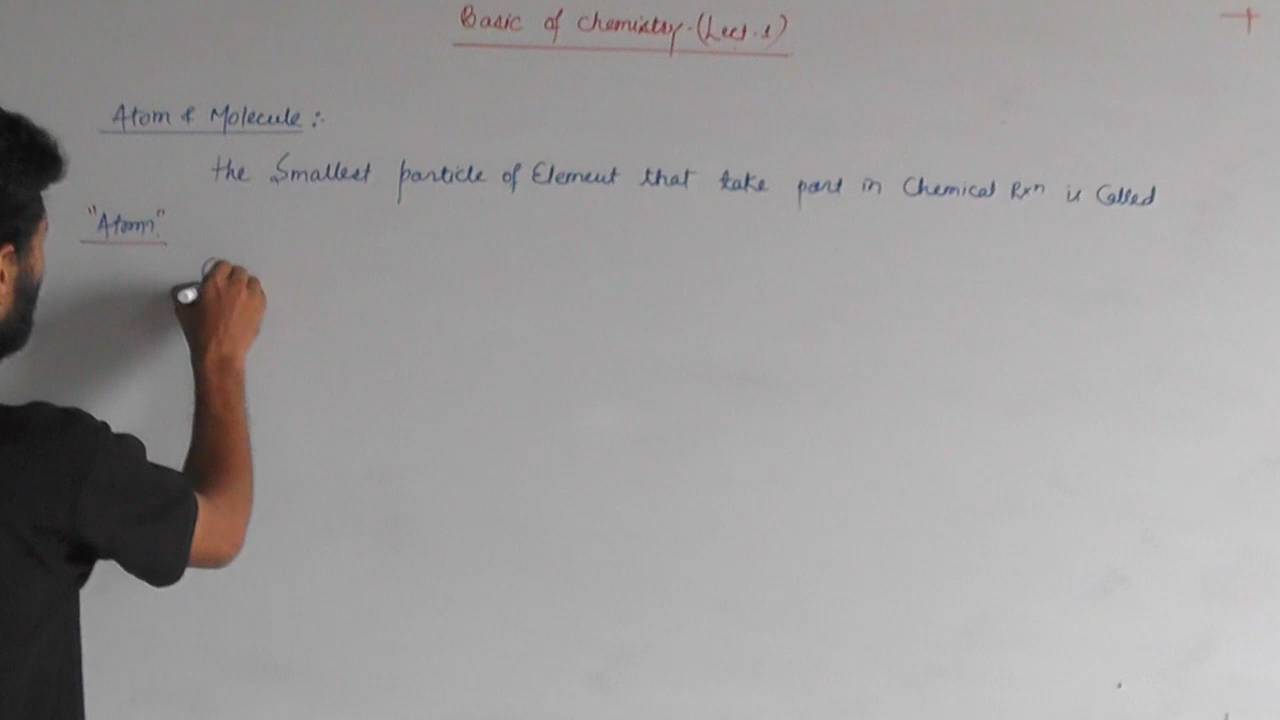 Basic of Chemistry (Lect. 1)
Atom & Molecule :-
the Smallest particle of Element that take part in Chemical Rxn is Called
"Atom"